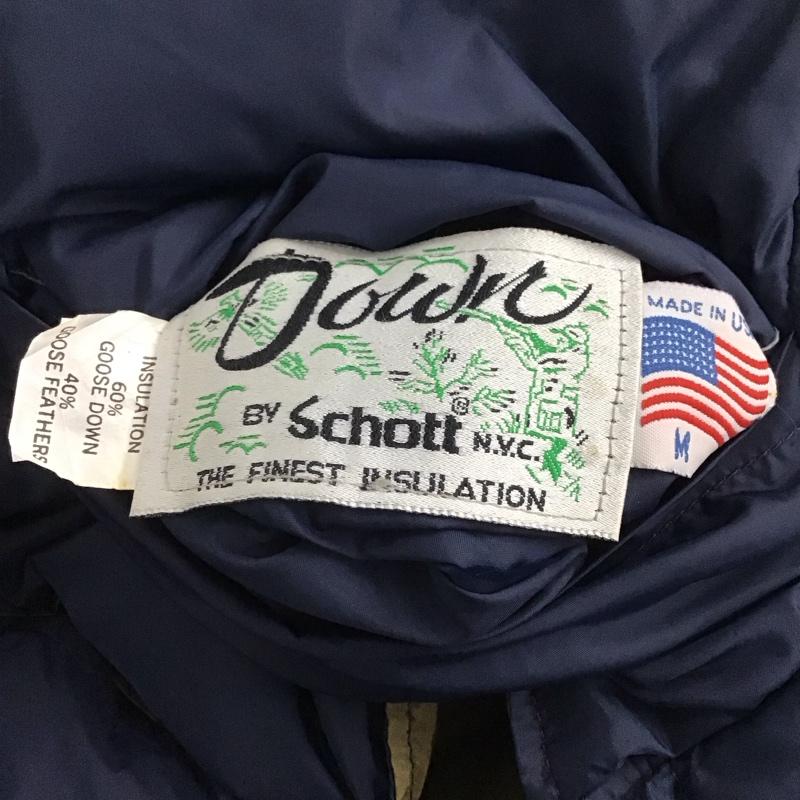 Down
BY Schott® N.Y.C.
THE FINEST INSULATION
INSULATION
60%
GOOSE DOWN
40%
GOOSE FEATHERS
MADE IN US
M